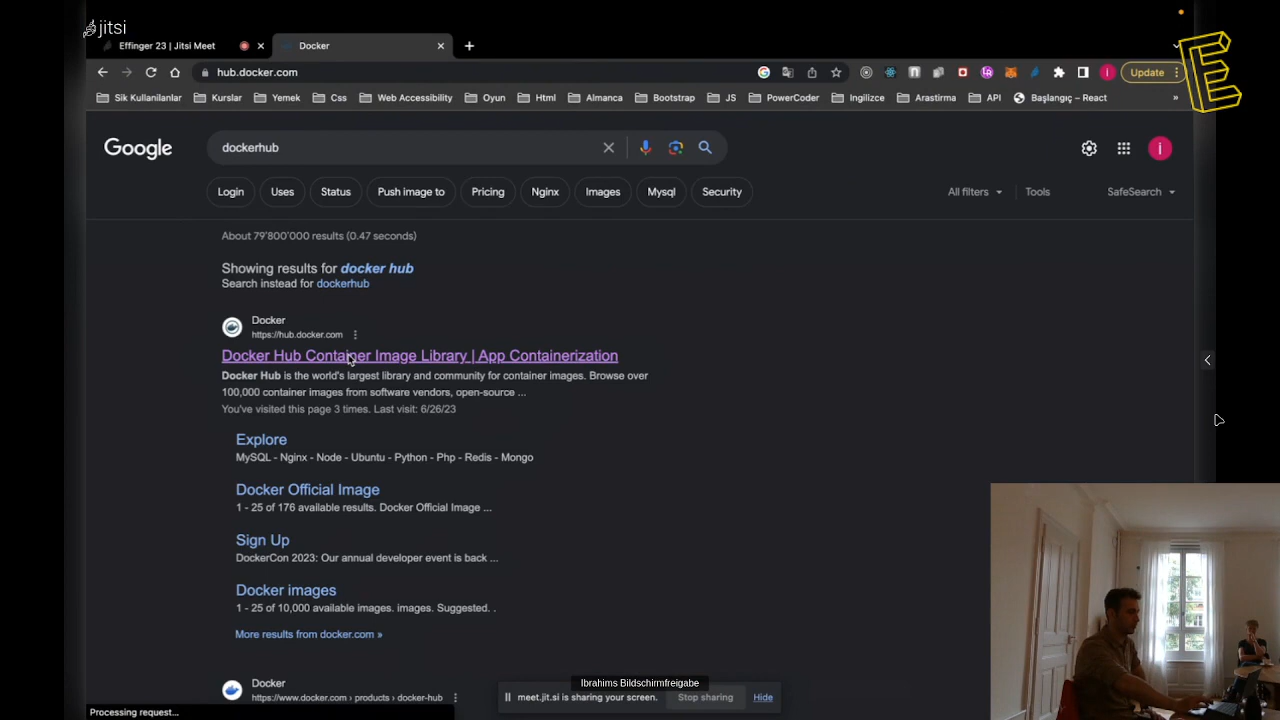 jitsi
Effinger 23 | Jitsi Meet
Docker
hub.docker.com
Update
Sik Kullanilanlar
Kurslar
Yemek
Css
Web Accessibility
Oyun
Html
Almanca
Bootstrap
JS
PowerCoder
Ingilizce
Arastirma
API
Başlangıç – React
»
E
Google
dockerhub
i
Login
Uses
Status
Push image to
Pricing
Nginx
Images
Mysql
Security
All filters
Tools
SafeSearch
About 79'800'000 results (0.47 seconds)
Showing results for docker hub
Search instead for dockerhub
Docker
https://hub.docker.com
Docker Hub Container Image Library | App Containerization
Docker Hub is the world's largest library and community for container images. Browse over
100,000 container images from software vendors, open-source ...
You've visited this page 3 times. Last visit: 6/26/23
Explore
MySQL - Nginx - Node - Ubuntu - Python - Php - Redis - Mongo
Docker Official Image
1 - 25 of 176 available results. Docker Official Image ...
Sign Up
DockerCon 2023: Our annual developer event is back ...
Docker images
1 - 25 of 10,000 available images. images. Suggested. .
More results from docker.com »
Docker
https://www.docker.com › products › docker-hub
Ibrahims Bildschirmfreigabe
meet.jit.si is sharing your screen.
Stop sharing
Hide
Processing request...